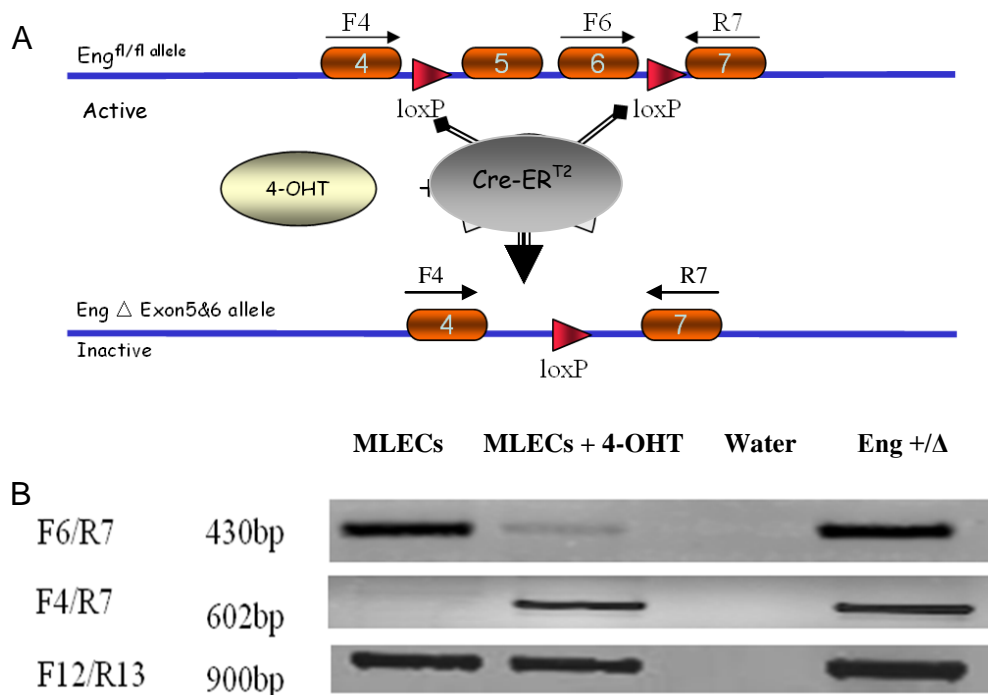 A
F4 F6 R7
Eng fl/fl allele
4 5 6 7
loxP loxP
Active
4-OHT
Cre-ER T2
F4 R7
Eng △ Exon5&6 allele
4 7
Inactive
loxP
MLECs MLECs + 4-OHT Water Eng +/Δ
B
F6/R7 430bp
F4/R7 602bp
F12/R13 900bp